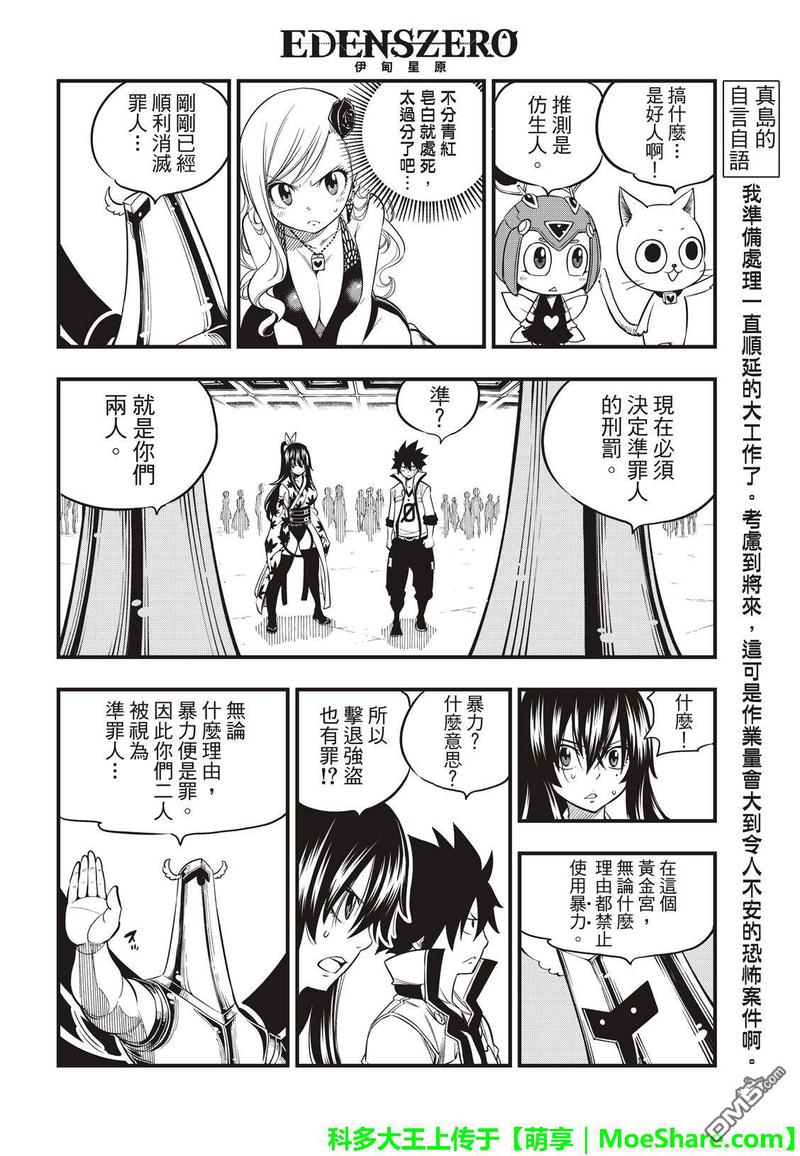 EDENSZERO
伊甸星原
真島的
自言自語
我準備處理一直順延的大工作了。考慮到將來，這可是作業量會大到令人不安的恐怖案件啊。
搞什麼…
是好人啊！
推測是
仿生人。
不分青紅
皂白就處死，
太過分了吧…
剛剛已經
順利消滅
罪人…
現在必須
決定準罪人
的刑罰。
準？
就是你們
兩人。
什麼！
在這個
黃金宮，
無論什麼
理由都禁止
使用暴力。
暴力？
什麼意思？
所以
擊退強盜
也有罪!?
無論
什麼理由，
暴力便是罪。
因此你們二人
被視為
準罪人…
ス゛
DM5.com
科多大王上传于【萌享｜MoeShare.com】